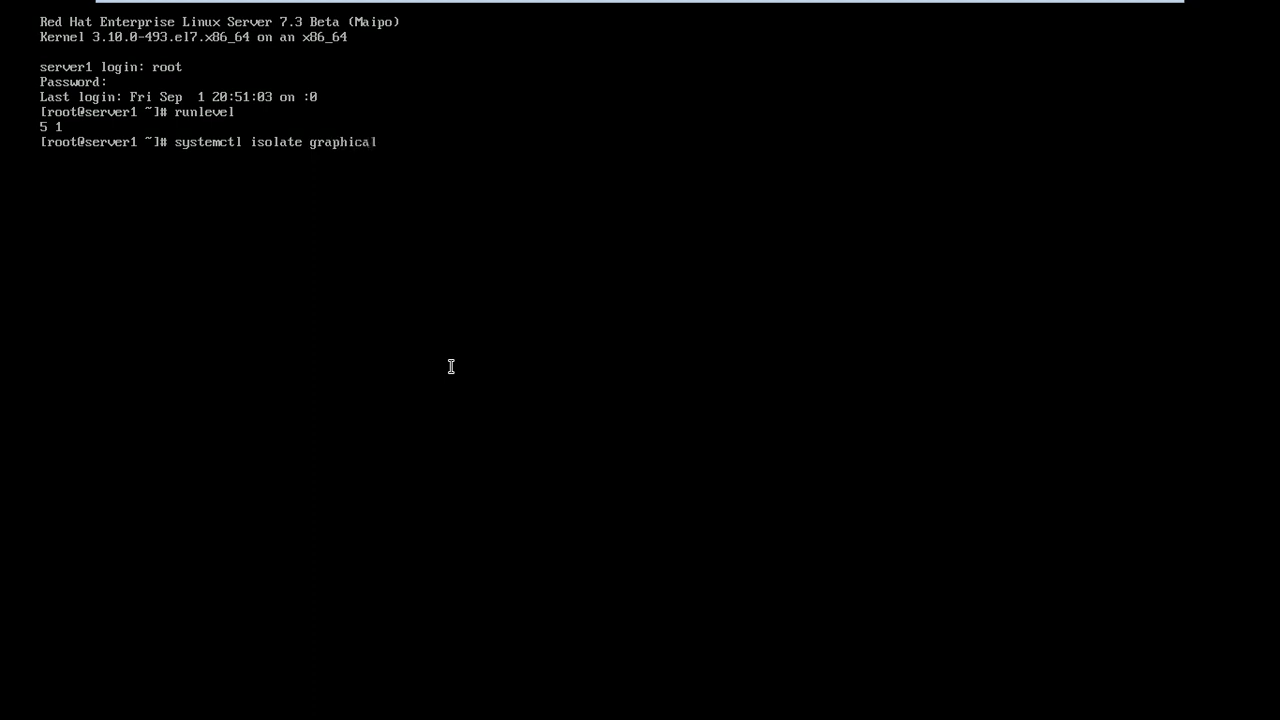 Red Hat Enterprise Linux Server 7.3 Beta (Maipo)
Kernel 3.10.0-493.el7.x86_64 on an x86_64
server1 login: root
Password:
Last login: Fri Sep  1 20:51:03 on :0
[root@server1 ~]# runlevel
5 1
[root@server1 ~]# systemctl isolate graphical